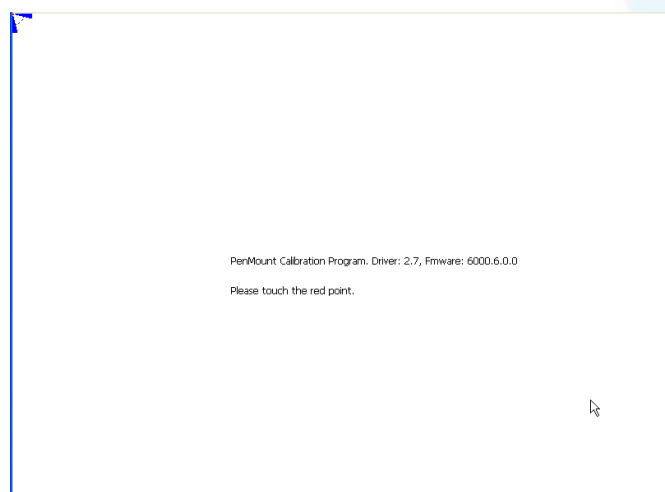 PenMount Calibration Program. Driver: 2.7, Fmware: 6000.6.0.0
Please touch the red point.